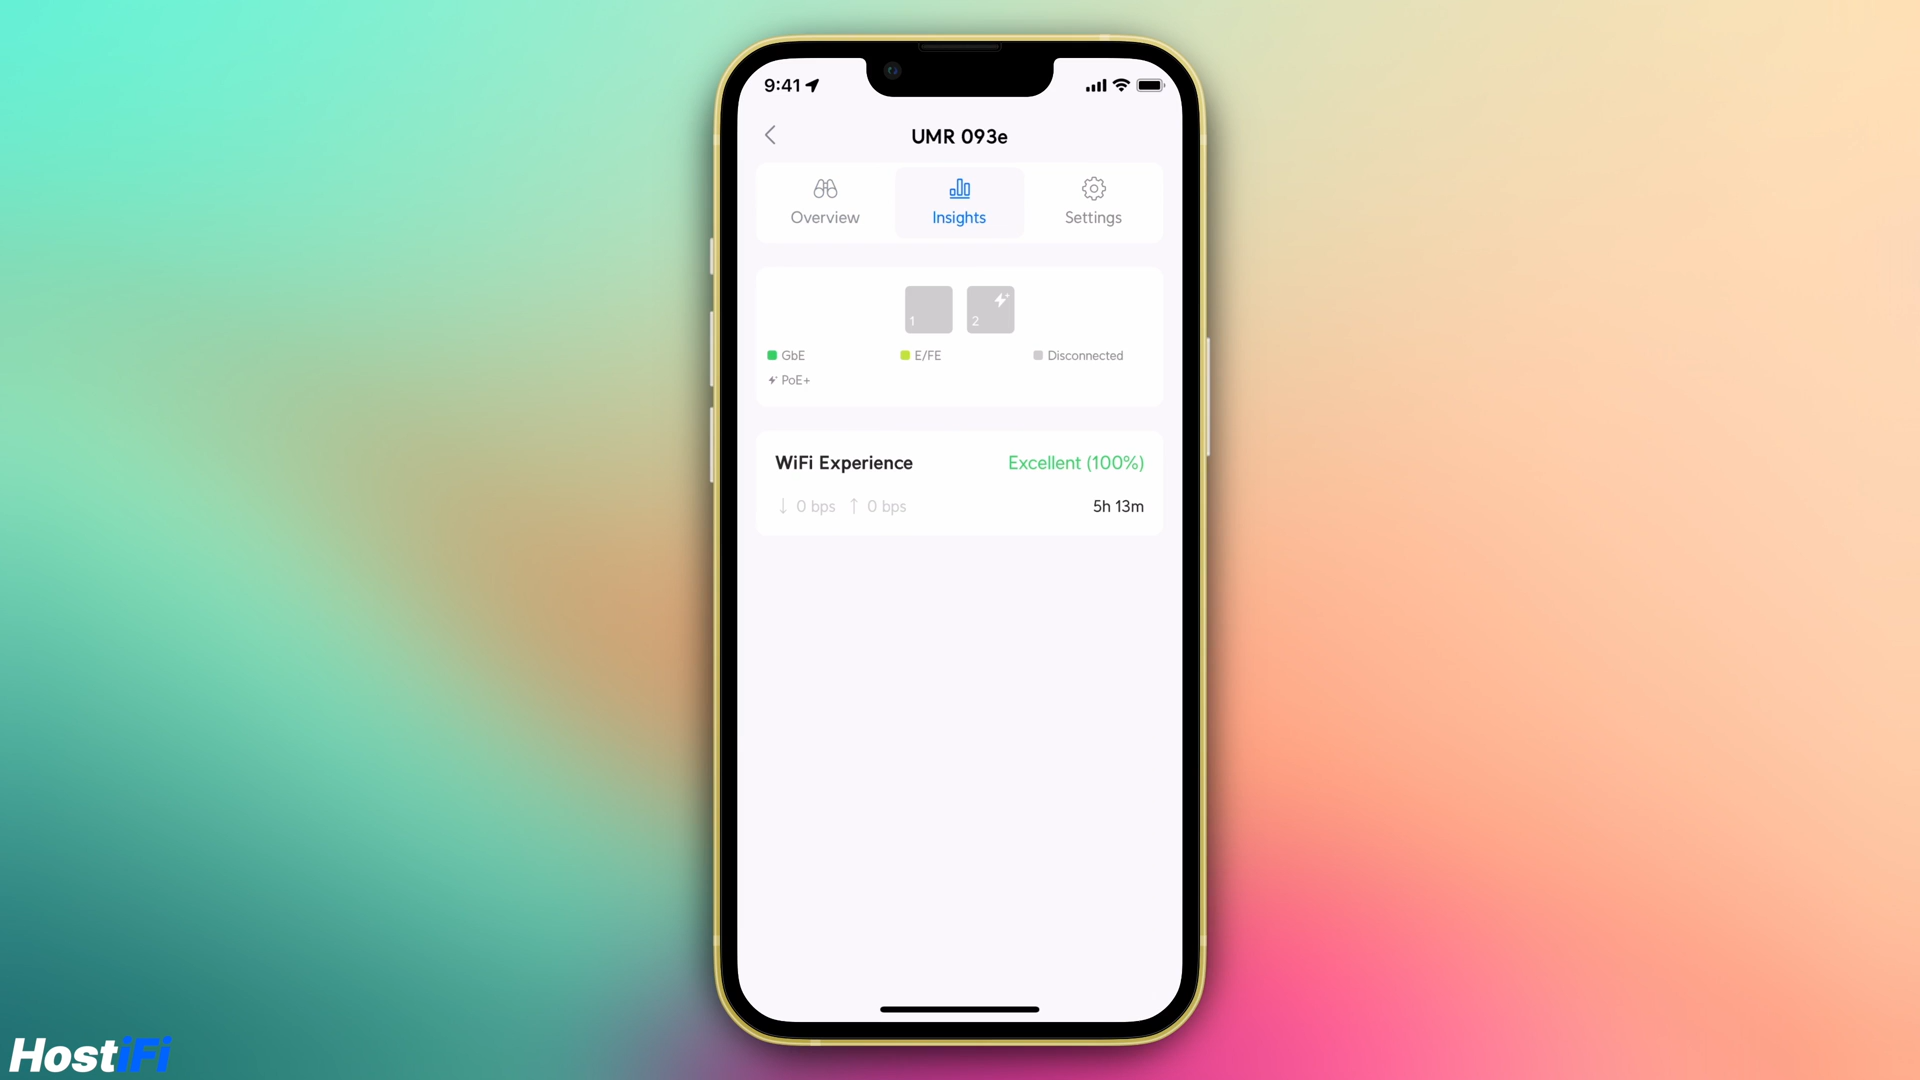 9:41
UMR 093e
Overview Insights Settings
1 2
GbE E/FE Disconnected
PoE+
WiFi Experience Excellent (100%)
↓ 0 bps ↑ 0 bps 5h 13m
HostiFi